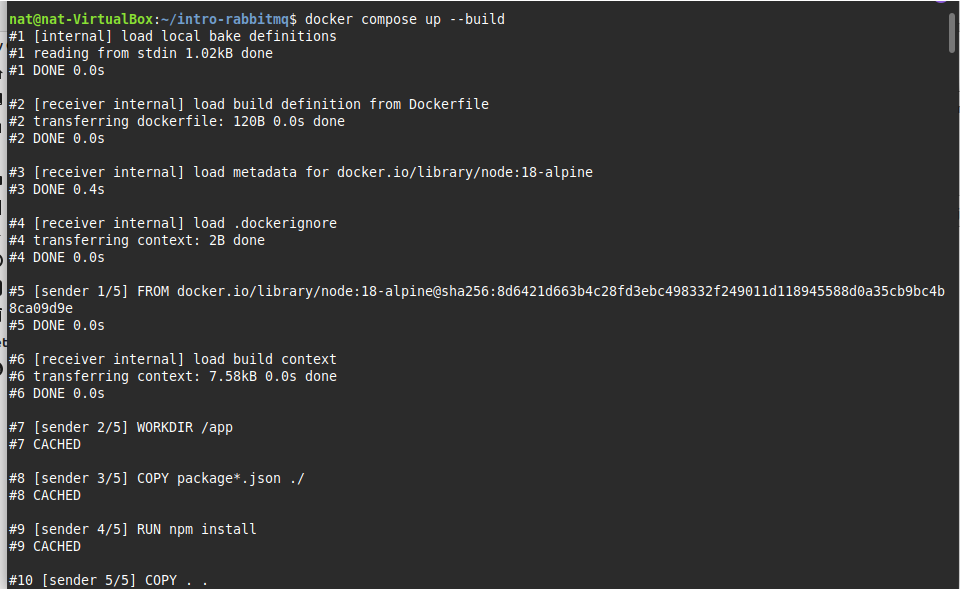 nat@nat-VirtualBox:~/intro-rabbitmq$ docker compose up --build
#1 [internal] load local bake definitions
#1 reading from stdin 1.02kB done
#1 DONE 0.0s
#2 [receiver internal] load build definition from Dockerfile
#2 transferring dockerfile: 120B 0.0s done
#2 DONE 0.0s
#3 [receiver internal] load metadata for docker.io/library/node:18-alpine
#3 DONE 0.4s
#4 [receiver internal] load .dockerignore
#4 transferring context: 2B done
#4 DONE 0.0s
#5 [sender 1/5] FROM docker.io/library/node:18-alpine@sha256:8d6421d663b4c28fd3ebc498332f249011d118945588d0a35cb9bc4b
8ca09d9e
#5 DONE 0.0s
#6 [receiver internal] load build context
#6 transferring context: 7.58kB 0.0s done
#6 DONE 0.0s
#7 [sender 2/5] WORKDIR /app
#7 CACHED
#8 [sender 3/5] COPY package*.json ./
#8 CACHED
#9 [sender 4/5] RUN npm install
#9 CACHED
#10 [sender 5/5] COPY . .